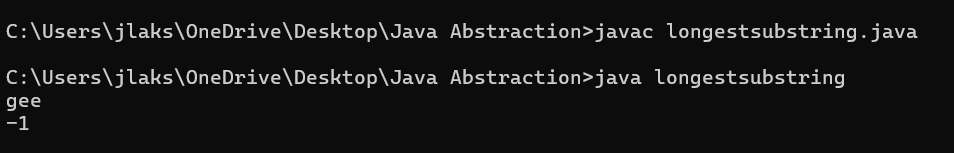 C:\Users\jlaks\OneDrive\Desktop\Java Abstraction>javac longestsubstring.java
C:\Users\jlaks\OneDrive\Desktop\Java Abstraction>java longestsubstring
gee
-1